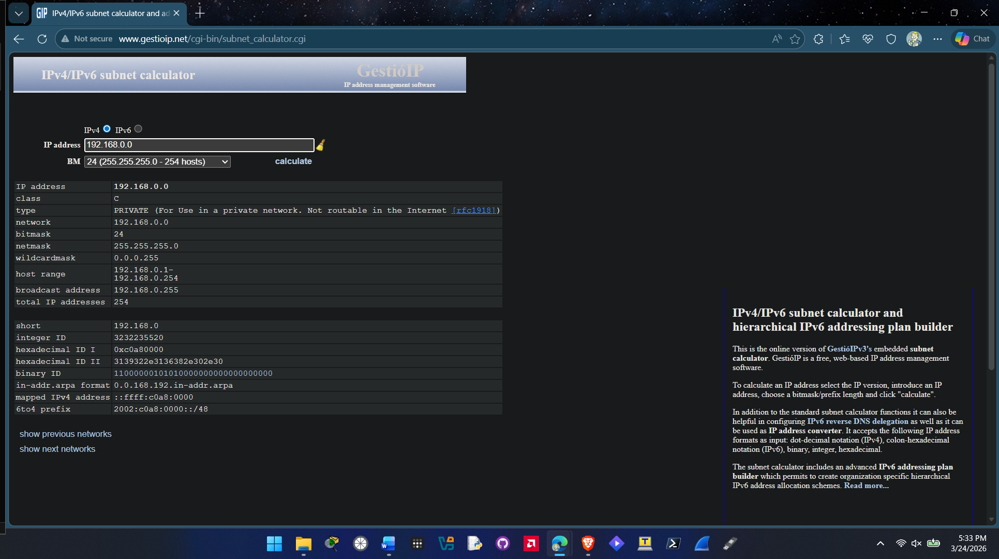 GIP IPv4/IPv6 subnet calculator and ad
Not secure www.gestioip.net/cgi-bin/subnet_calculator.cgi
Chat
IPv4/IPv6 subnet calculator
GestióIP
IP address management software
IPv4 IPv6
IP address 192.168.0.0
BM 24 (255.255.255.0 - 254 hosts) calculate
IP address 192.168.0.0
class C
type PRIVATE (For Use in a private network. Not routable in the Internet [rfc1918])
network 192.168.0.0
bitmask 24
netmask 255.255.255.0
wildcardmask 0.0.0.255
host range 192.168.0.1-
192.168.0.254
broadcast address 192.168.0.255
total IP addresses 254
short 192.168.0
integer ID 3232235520
hexadecimal ID I 0xc0a80000
hexadecimal ID II 3139322e3136382e302e30
binary ID 11000000101010000000000000000000
in-addr.arpa format 0.0.168.192.in-addr.arpa
mapped IPv4 address ::ffff:c0a8:0000
6to4 prefix 2002:c0a8:0000::/48
show previous networks
show next networks
IPv4/IPv6 subnet calculator and
hierarchical IPv6 addressing plan builder
This is the online version of GestióIPv3's embedded subnet
calculator. GestióIP is a free, web-based IP address management
software.
To calculate an IP address select the IP version, introduce an IP
address, choose a bitmask/prefix length and click "calculate".
In addition to the standard subnet calculator functions it can also be
helpful in configuring IPv6 reverse DNS delegation as well as it can
be used as IP address converter. It accepts the following IP address
formats as input: dot-decimal notation (IPv4), colon-hexadecimal
notation (IPv6), binary, integer, hexadecimal.
The subnet calculator includes an advanced IPv6 addressing plan
builder which permits to create organization specific hierarchical
IPv6 address allocation schemes. Read more...
5:33 PM
3/24/2026